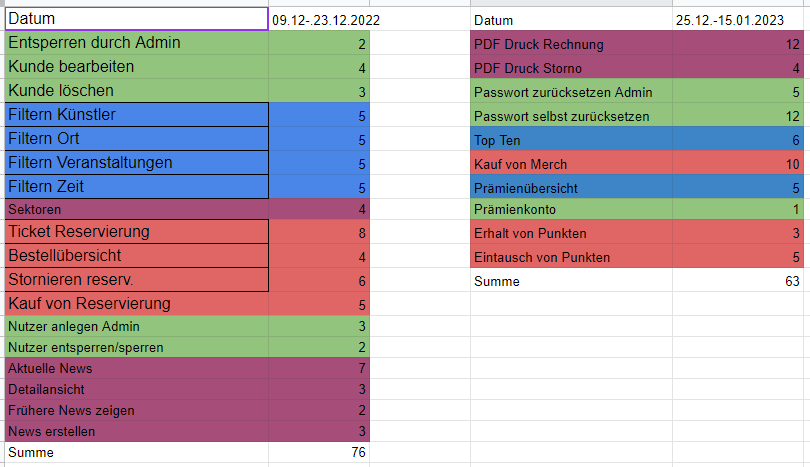 Datum 09.12-.23.12.2022
Entsperren durch Admin 2
Kunde bearbeiten 4
Kunde löschen 3
Filtern Künstler 5
Filtern Ort 5
Filtern Veranstaltungen 5
Filtern Zeit 5
Sektoren 4
Ticket Reservierung 8
Bestellübersicht 4
Stornieren reserv. 6
Kauf von Reservierung 5
Nutzer anlegen Admin 3
Nutzer entsperren/sperren 2
Aktuelle News 7
Detailansicht 3
Frühere News zeigen 2
News erstellen 3
Summe 76
Datum 25.12.-15.01.2023
PDF Druck Rechnung 12
PDF Druck Storno 4
Passwort zurücksetzen Admin 5
Passwort selbst zurücksetzen 12
Top Ten 6
Kauf von Merch 10
Prämienübersicht 5
Prämienkonto 1
Erhalt von Punkten 3
Eintausch von Punkten 5
Summe 63